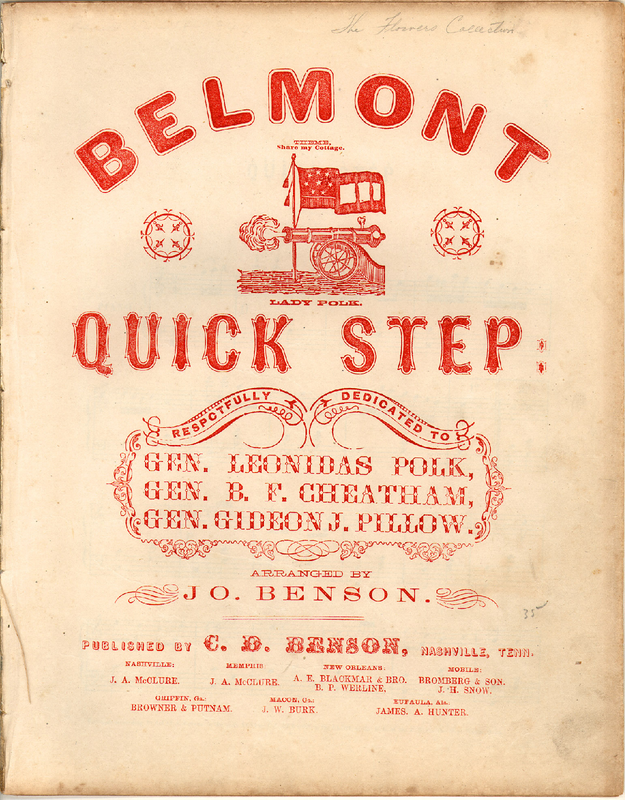 The Flowers Collection
BELMONT
THEME,
Share my Cottage.
LADY POLK.
QUICK STEP:
RESPCTFULLY DEDICATED TO
GEN. LEONIDAS POLK,
GEN. B. F. CHEATHAM,
GEN. GIDEON J. PILLOW.
ARRANGED BY
JO. BENSON.
35
PUBLISHED BY C. D. BENSON, NASHVILLE, TENN.
NASHVILLE: MEMPHIS NEW ORLEANS: MOBILE:
J. A. McCLURE. J. A. McCLURE. A. E. BLACKMAR & BRO. BROMBERG & SON.
B. P. WERLINE, J. H. SNOW.
GRIFFIN, Ga.: MACON, Ga.: EUFAULA, Ala.
BROWNER & PUTNAM. J. W. BURK. JAMES. A. HUNTER.